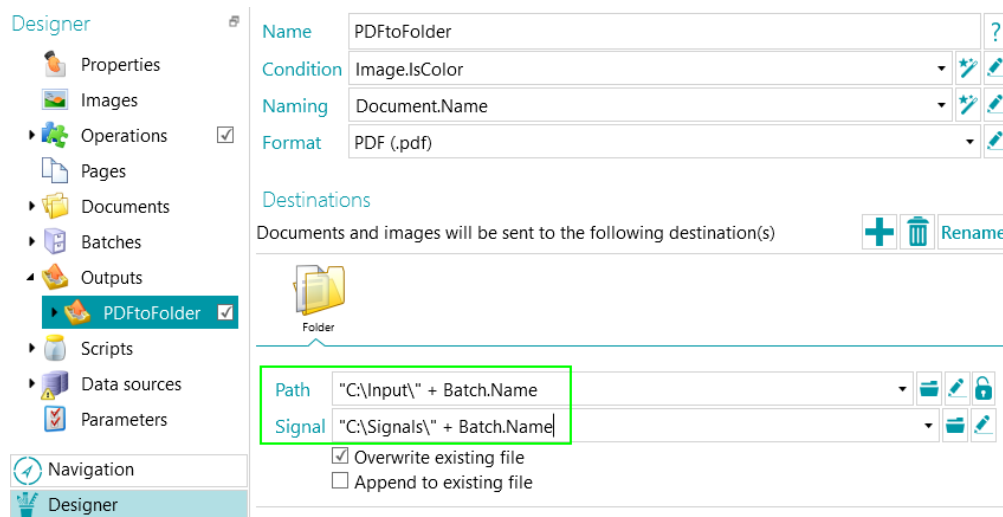 Designer
Properties
Images
Operations
Pages
Documents
Batches
Outputs
PDFtoFolder
Scripts
Data sources
Parameters
Navigation
Designer
Name PDFtoFolder ?
Condition Image.IsColor
Naming Document.Name
Format PDF (.pdf)
Destinations
Documents and images will be sent to the following destination(s)
Rename
Folder
Path "C:\Input\" + Batch.Name
Signal "C:\Signals\" + Batch.Name
Overwrite existing file
Append to existing file